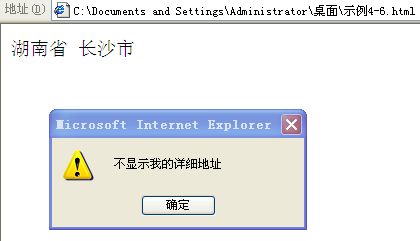 地址(D) C:\Documents and Settings\Administrator\桌面\示例4-6.html
湖南省 长沙市
Microsoft Internet Explorer
不显示我的详细地址
确定